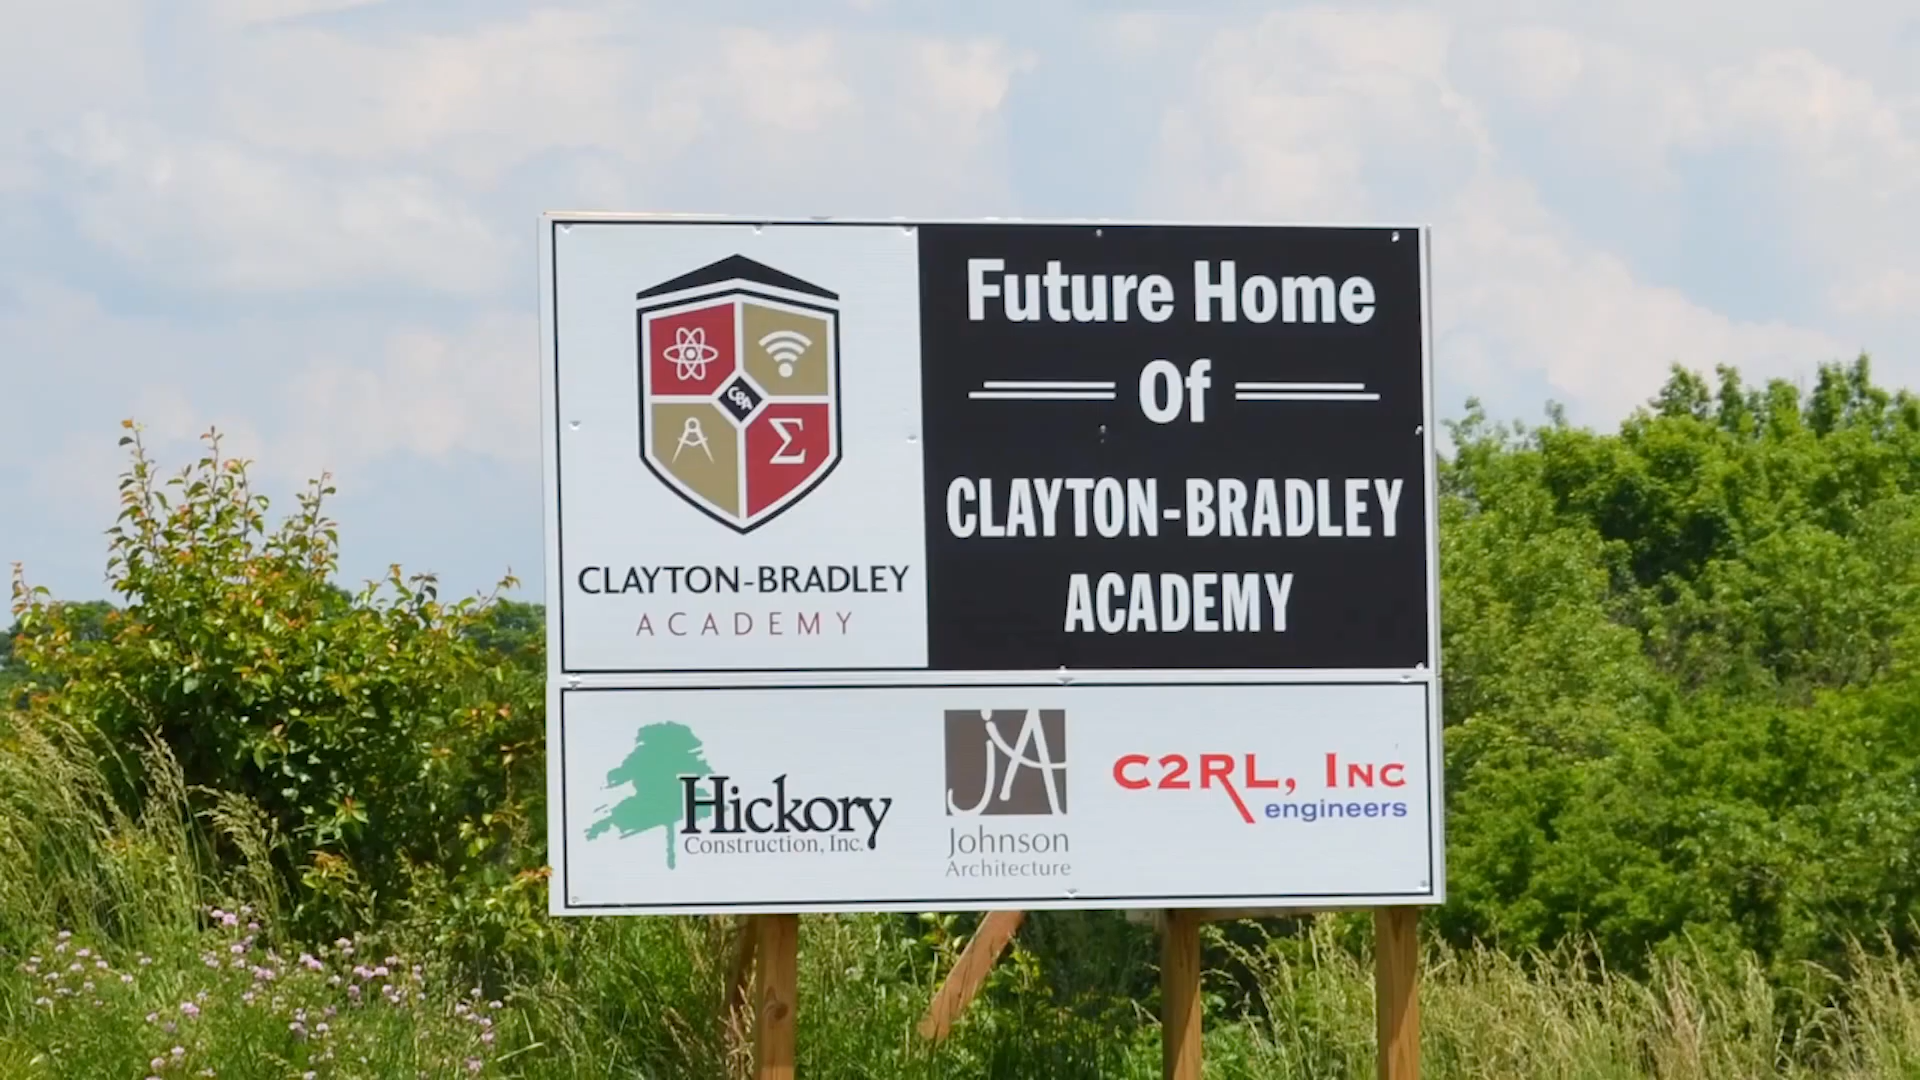 CBA
CLAYTON-BRADLEY
ACADEMY
Future Home
Of
CLAYTON-BRADLEY
ACADEMY
Hickory
Construction, Inc.
JA
Johnson
Architecture
C2RL, INC
engineers